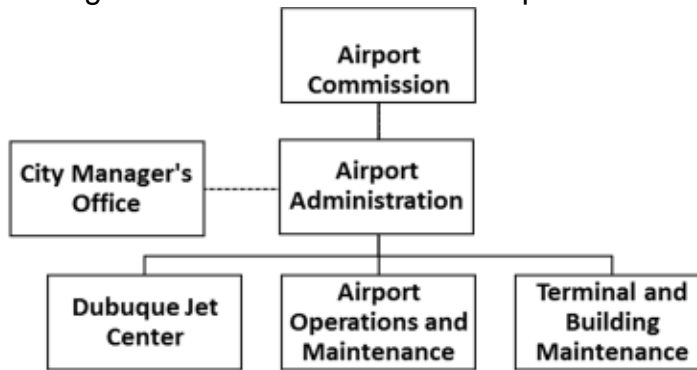 Airport
Commission
City Manager's
Office
Airport
Administration
Dubuque Jet
Center
Airport
Operations and
Maintenance
Terminal and
Building
Maintenance